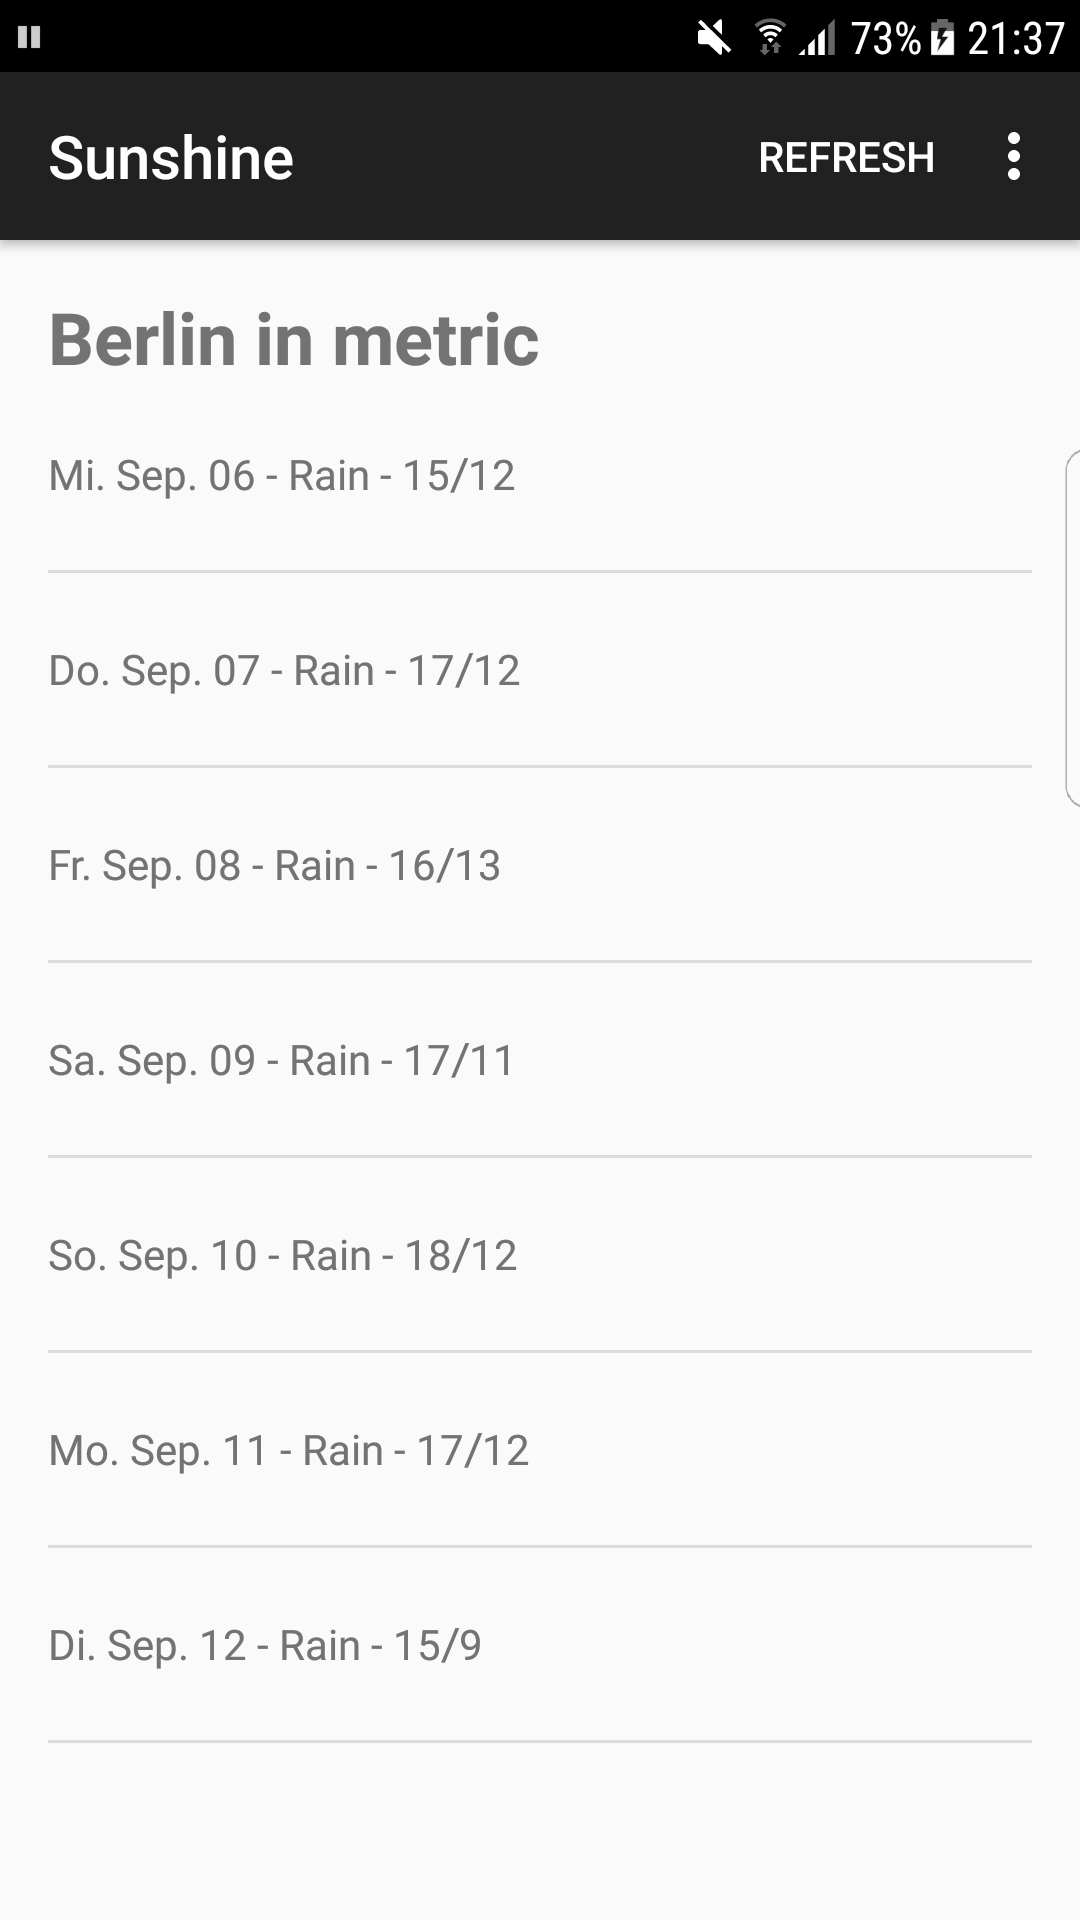 73% 21:37
Sunshine REFRESH
Berlin in metric
Mi. Sep. 06 - Rain - 15/12
Do. Sep. 07 - Rain - 17/12
Fr. Sep. 08 - Rain - 16/13
Sa. Sep. 09 - Rain - 17/11
So. Sep. 10 - Rain - 18/12
Mo. Sep. 11 - Rain - 17/12
Di. Sep. 12 - Rain - 15/9